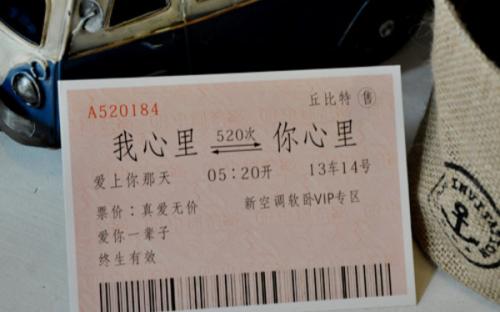 A520184
丘比特 售
我心里 520次 你心里
爱上你那天 05:20开 13车14号
票价：真爱无价 新空调软卧VIP专区
爱你一辈子
终生有效